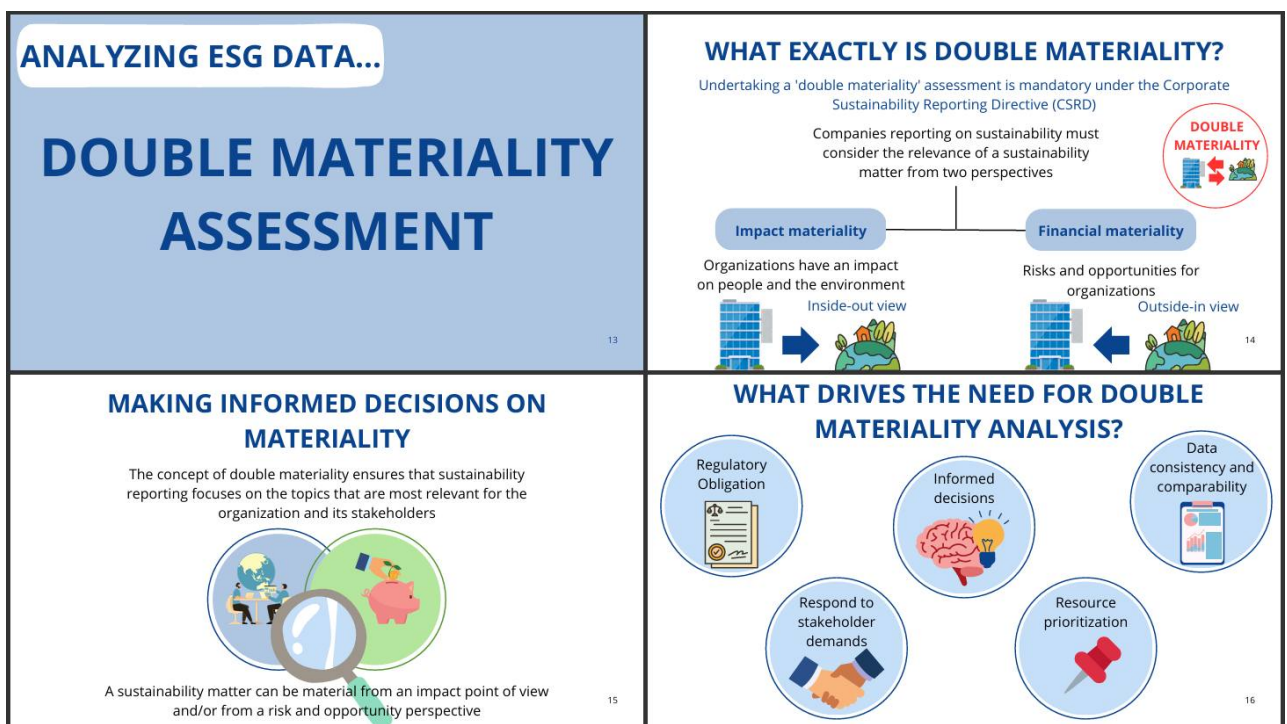 ANALYZING ESG DATA...
DOUBLE MATERIALITY
ASSESSMENT
13
WHAT EXACTLY IS DOUBLE MATERIALITY?
Undertaking a 'double materiality' assessment is mandatory under the Corporate
Sustainability Reporting Directive (CSRD)
Companies reporting on sustainability must
consider the relevance of a sustainability
matter from two perspectives
DOUBLE
MATERIALITY
Impact materiality
Organizations have an impact
on people and the environment
Inside-out view
Financial materiality
Risks and opportunities for
organizations
Outside-in view
14
MAKING INFORMED DECISIONS ON
MATERIALITY
The concept of double materiality ensures that sustainability
reporting focuses on the topics that are most relevant for the
organization and its stakeholders
A sustainability matter can be material from an impact point of view
and/or from a risk and opportunity perspective
15
WHAT DRIVES THE NEED FOR DOUBLE
MATERIALITY ANALYSIS?
Regulatory
Obligation
Informed
decisions
Data
consistency and
comparability
Respond to
stakeholder
demands
Resource
prioritization
16